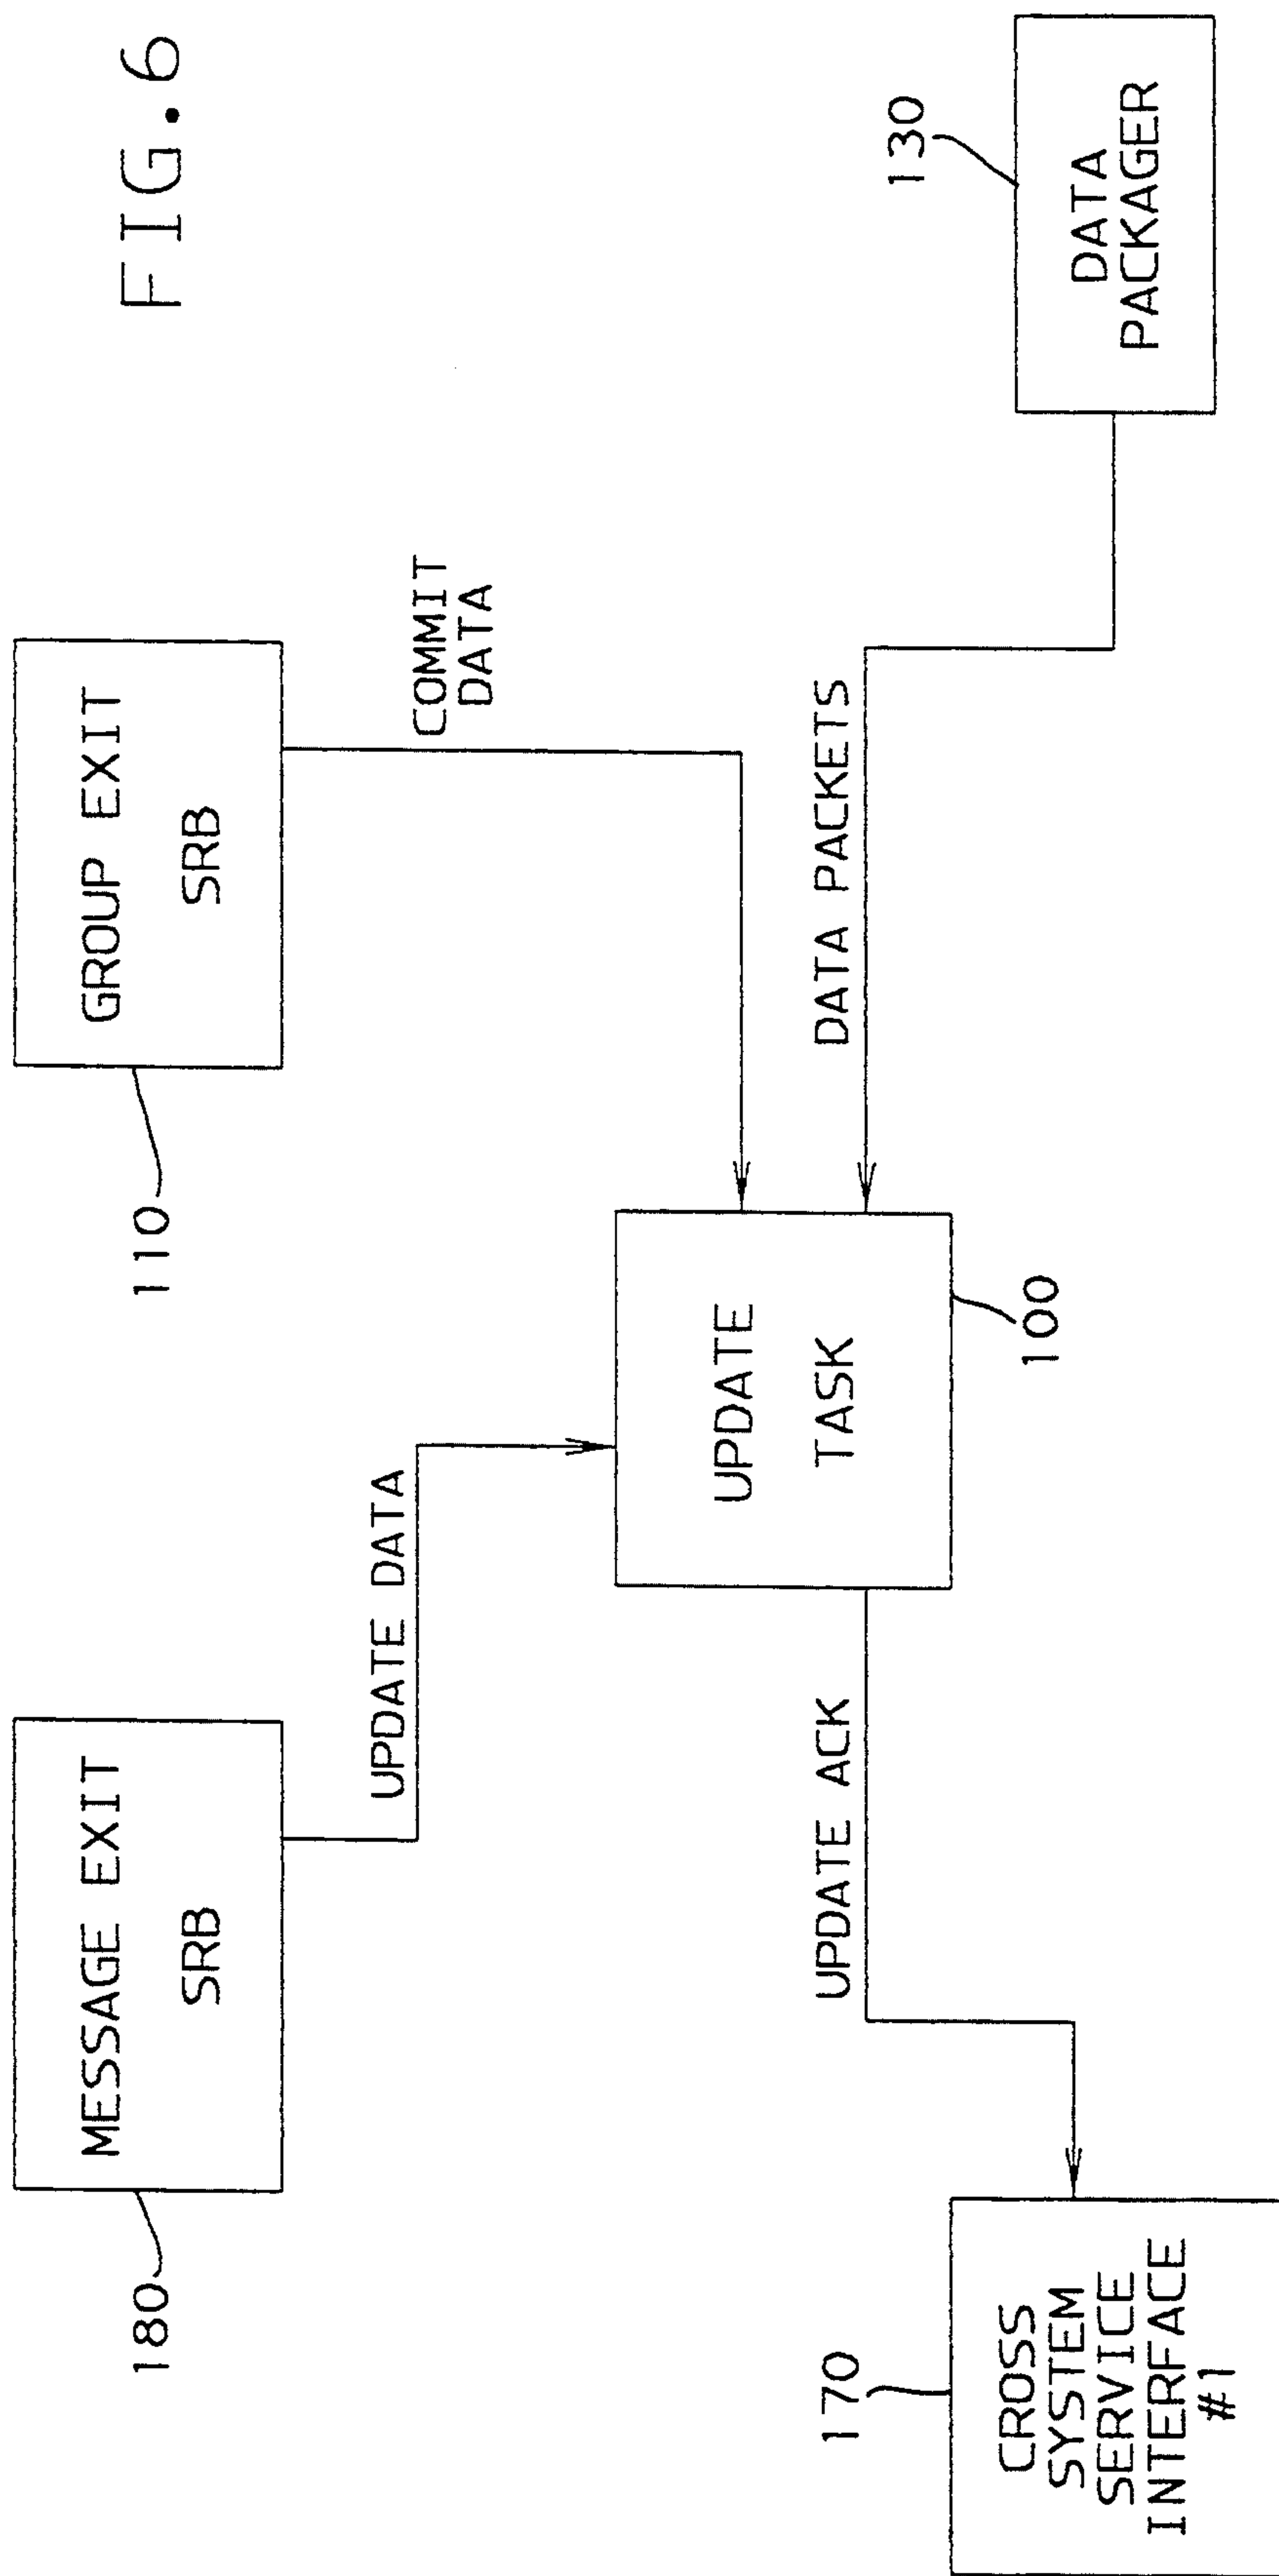 FIG.6
180
MESSAGE EXIT
SRB
110
GROUP EXIT
SRB
UPDATE DATA
COMMIT
DATA
UPDATE
TASK
100
UPDATE ACK
DATA PACKETS
170
CROSS
SYSTEM
SERVICE
INTERFACE
#1
130
DATA
PACKAGER